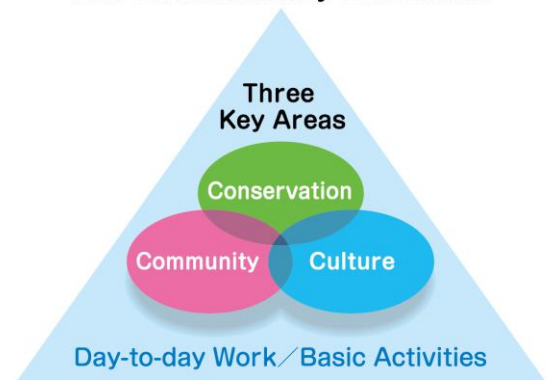 Three
Key Areas
Conservation
Community
Culture
Day-to-day Work／Basic Activities